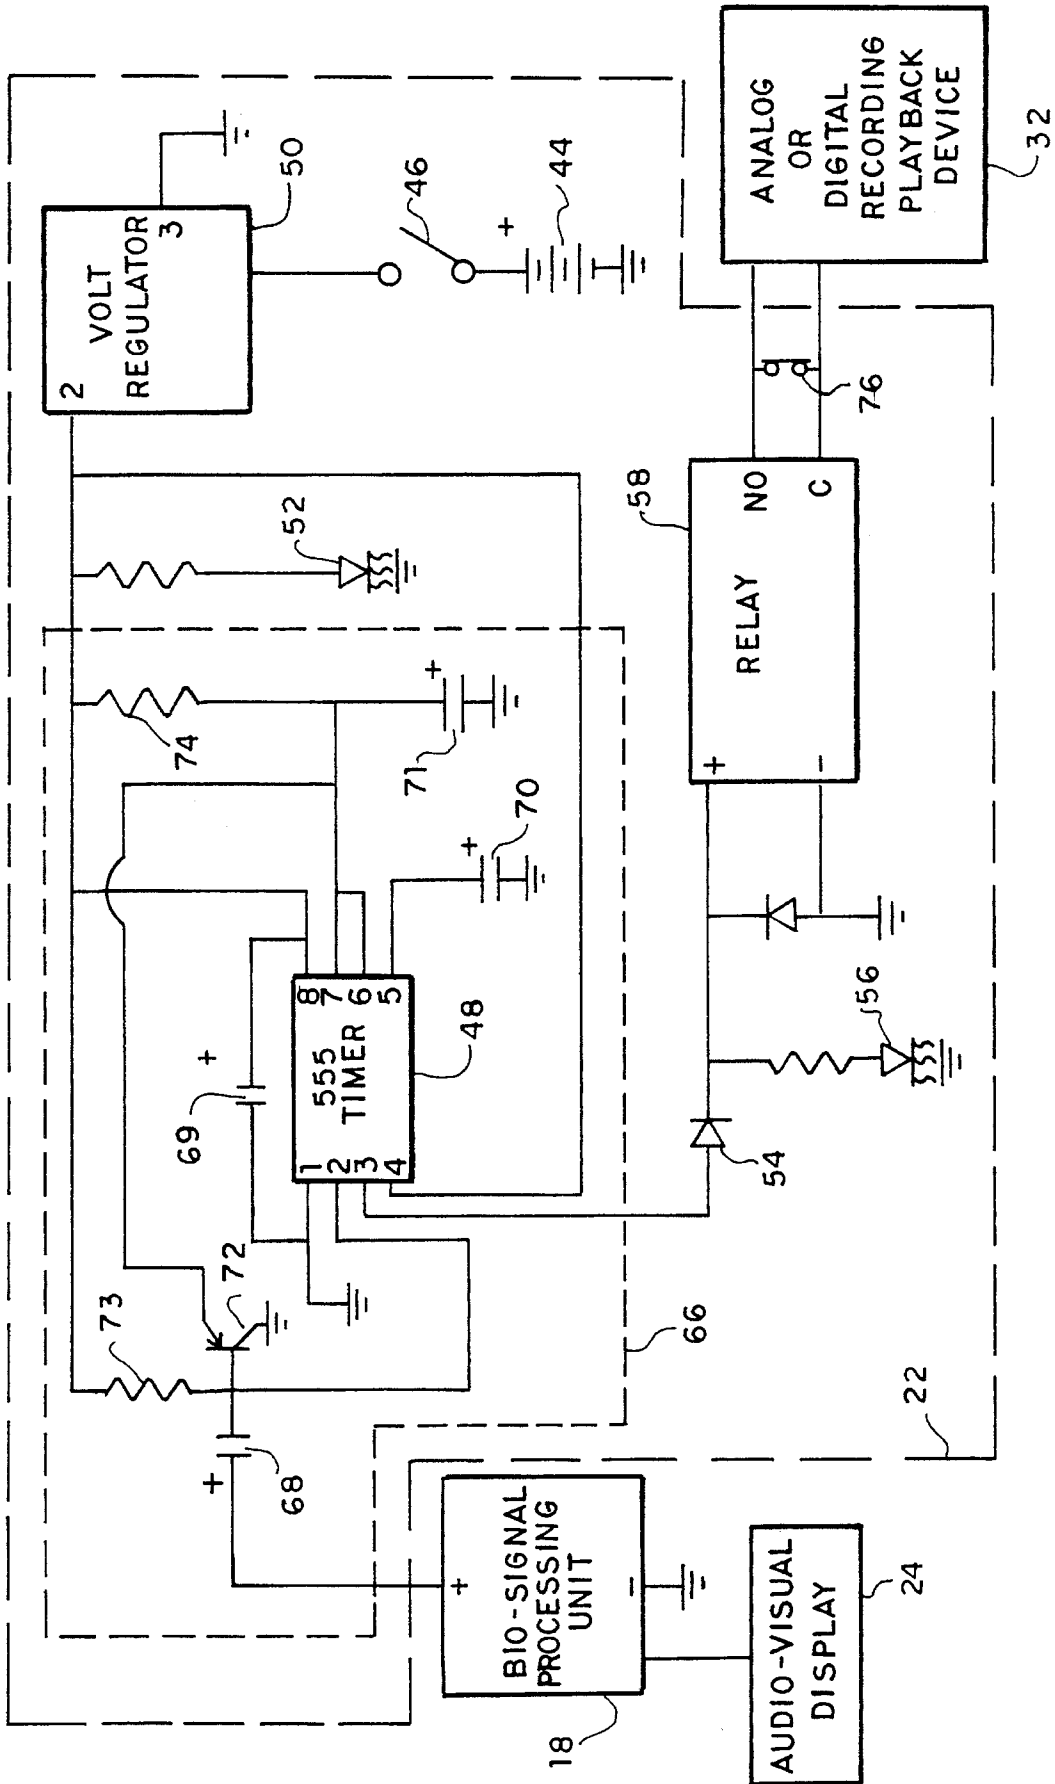 2
VOLT
REGULATOR
3
50
46
+
44
ANALOG
OR
DIGITAL
RECORDING
PLAYBACK
DEVICE
32
52
74
+
71
+
70
+
69
8
7
6
5
555
TIMER
1
2
3
4
48
73
72
+
68
66
22
58
RELAY
NO
C
+
-
76
54
56
+
BIO-SIGNAL
PROCESSING
UNIT
-
18
AUDIO-VISUAL
DISPLAY
24